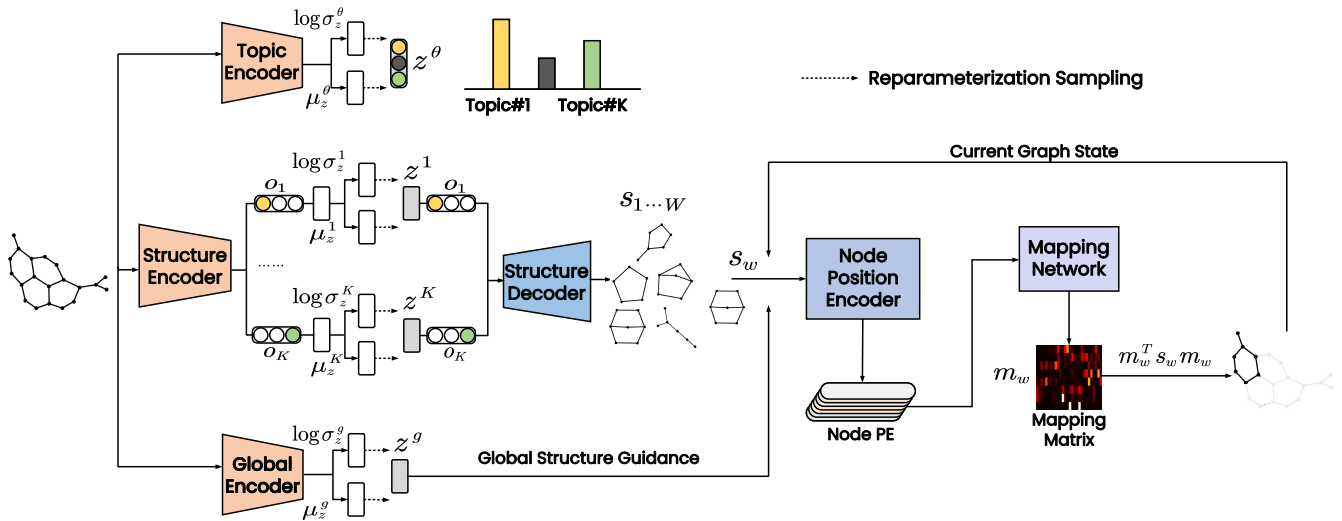 log σ_z^θ
Topic
Encoder
z^θ
μ_z^θ
Topic#1
Topic#K
Reparameterization Sampling
log σ_z^1
z^1
o_1
o_1
μ_z^1
Structure
Encoder
......
log σ_z^K
z^K
o_K
μ_z^K
o_K
Structure
Decoder
s_{1···W}
s_w
Current Graph State
Node
Position
Encoder
Mapping
Network
m_w
m_w^T s_w m_w
Mapping
Matrix
Node PE
log σ_z^g
z^g
Global
Encoder
μ_z^g
Global Structure Guidance